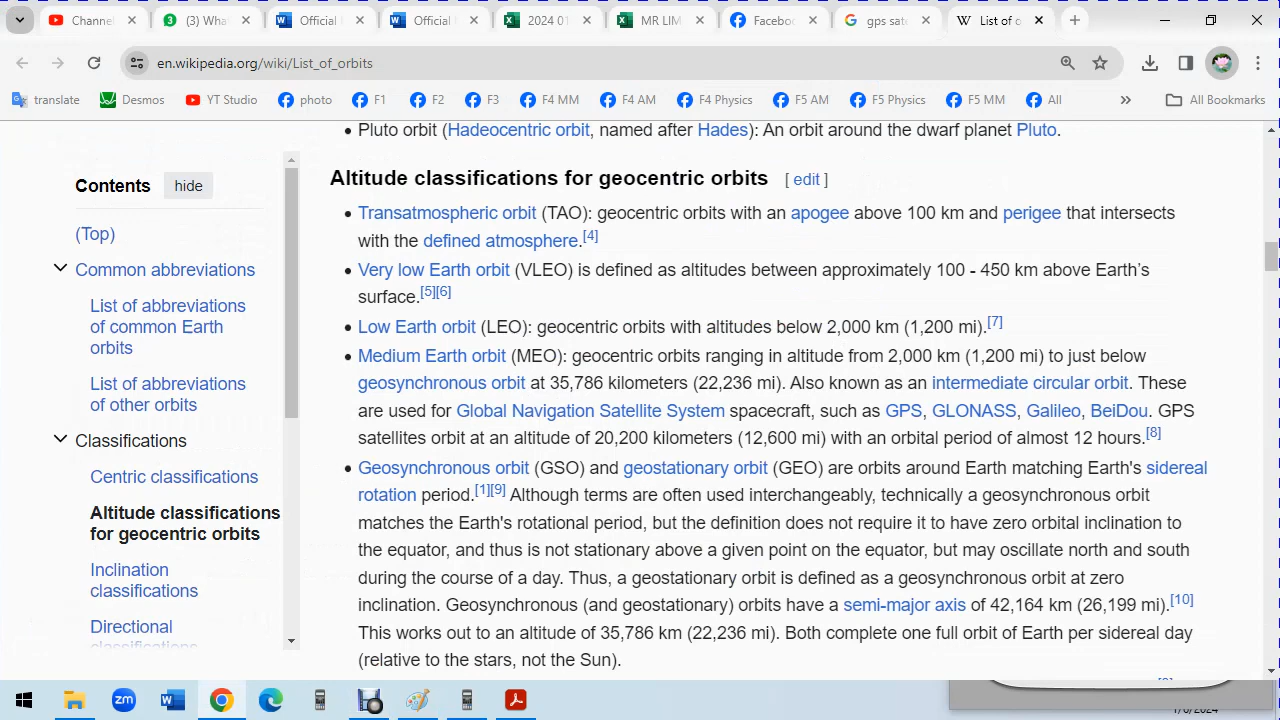 Channe
(3) Wha
Official
Official
2024 01
MR LIM
Facebo
gps sate
List of o
en.wikipedia.org/wiki/List_of_orbits
translate
Desmos
YT Studio
photo
F1
F2
F3
F4 MM
F4 AM
F4 Physics
F5 AM
F5 Physics
F5 MM
All
All Bookmarks
Contents hide
(Top)
Common abbreviations
List of abbreviations
of common Earth
orbits
List of abbreviations
of other orbits
Classifications
Centric classifications
Altitude classifications
for geocentric orbits
Inclination
classifications
Directional
classifications
• Pluto orbit (Hadeocentric orbit, named after Hades): An orbit around the dwarf planet Pluto.
Altitude classifications for geocentric orbits [ edit ]
• Transatmospheric orbit (TAO): geocentric orbits with an apogee above 100 km and perigee that intersects
with the defined atmosphere.[4]
• Very low Earth orbit (VLEO) is defined as altitudes between approximately 100 - 450 km above Earth's
surface.[5][6]
• Low Earth orbit (LEO): geocentric orbits with altitudes below 2,000 km (1,200 mi).[7]
• Medium Earth orbit (MEO): geocentric orbits ranging in altitude from 2,000 km (1,200 mi) to just below
geosynchronous orbit at 35,786 kilometers (22,236 mi). Also known as an intermediate circular orbit. These
are used for Global Navigation Satellite System spacecraft, such as GPS, GLONASS, Galileo, BeiDou. GPS
satellites orbit at an altitude of 20,200 kilometers (12,600 mi) with an orbital period of almost 12 hours.[8]
• Geosynchronous orbit (GSO) and geostationary orbit (GEO) are orbits around Earth matching Earth's sidereal
rotation period.[1][9] Although terms are often used interchangeably, technically a geosynchronous orbit
matches the Earth's rotational period, but the definition does not require it to have zero orbital inclination to
the equator, and thus is not stationary above a given point on the equator, but may oscillate north and south
during the course of a day. Thus, a geostationary orbit is defined as a geosynchronous orbit at zero
inclination. Geosynchronous (and geostationary) orbits have a semi-major axis of 42,164 km (26,199 mi).[10]
This works out to an altitude of 35,786 km (22,236 mi). Both complete one full orbit of Earth per sidereal day
(relative to the stars, not the Sun).
zm